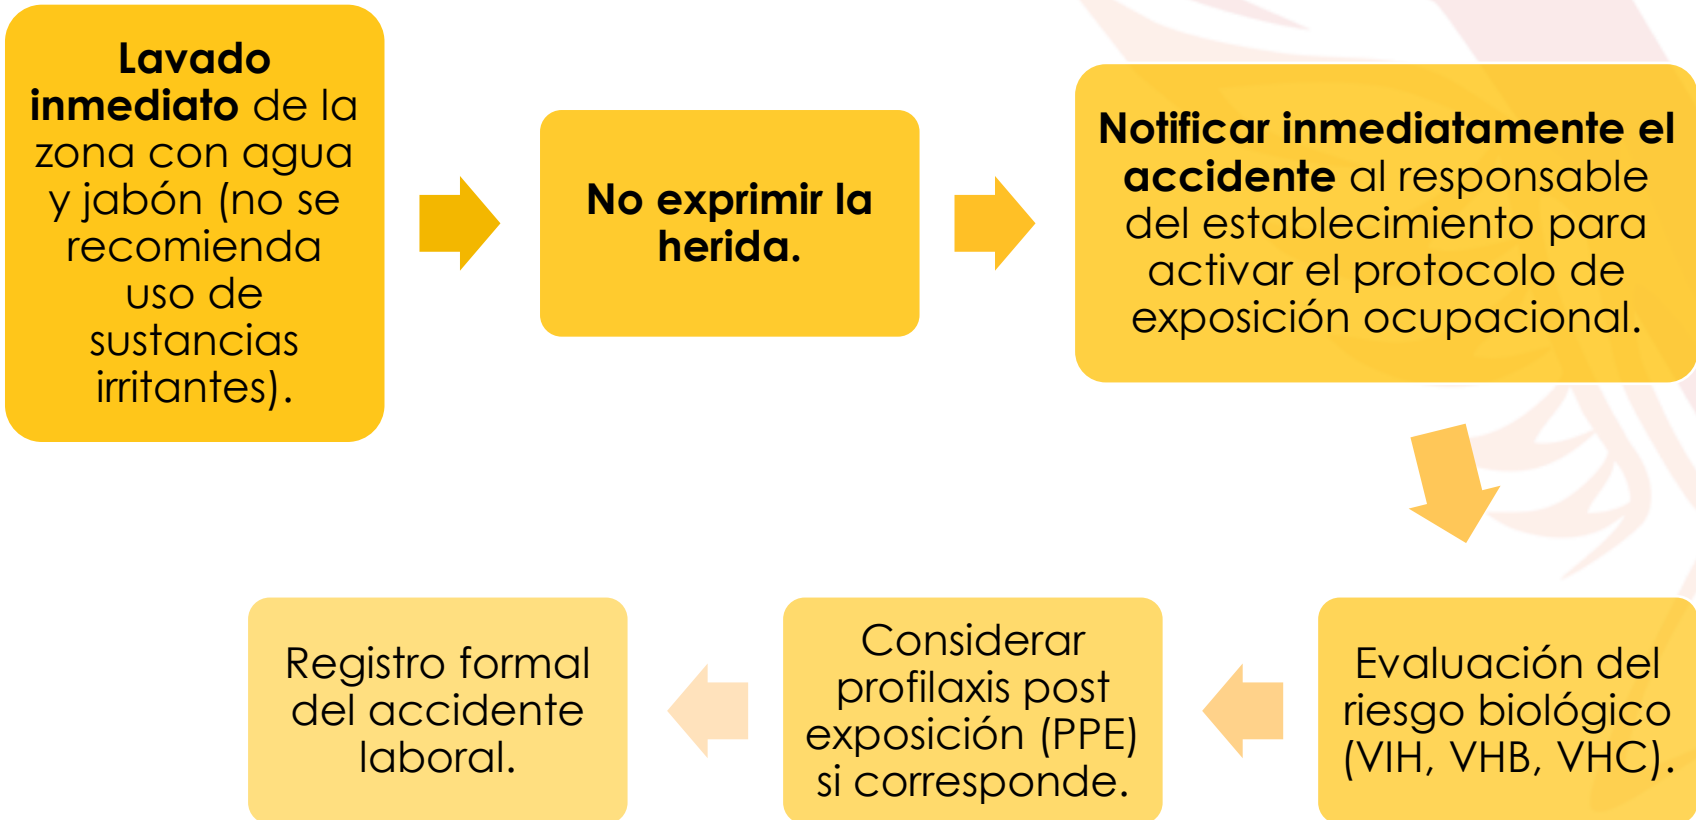 Lavado
inmediato de la
zona con agua
y jabón (no se
recomienda
uso de
sustancias
irritantes).
No exprimir la
herida.
Notificar inmediatamente el
accidente al responsable
del establecimiento para
activar el protocolo de
exposición ocupacional.
Evaluación del
riesgo biológico
(VIH, VHB, VHC).
Considerar
profilaxis post
exposición (PPE)
si corresponde.
Registro formal
del accidente
laboral.